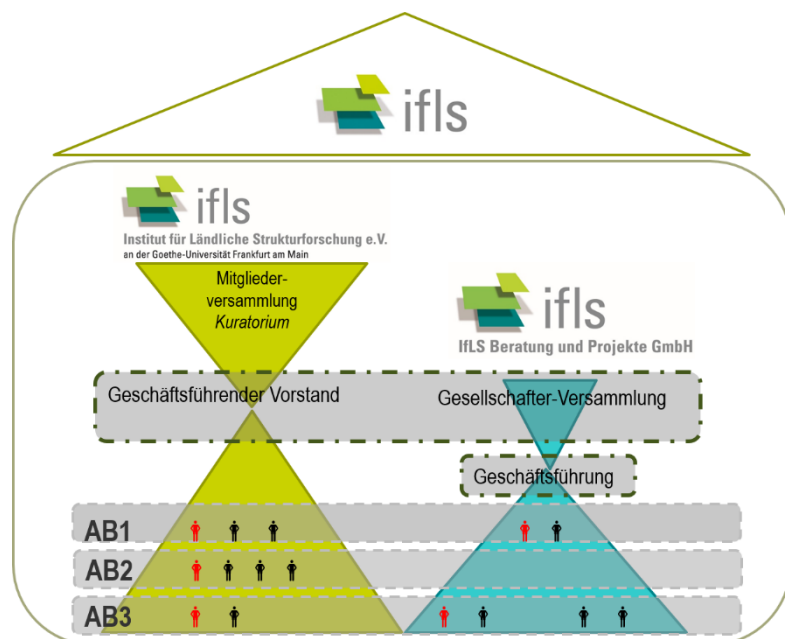 ifls
ifls
Institut für Ländliche Strukturforschung e.V.
an der Goethe-Universität Frankfurt am Main
Mitglieder-
versammlung
Kuratorium
ifls
IfLS Beratung und Projekte GmbH
Geschäftsführender Vorstand
Gesellschafter-Versammlung
Geschäftsführung
AB1
AB2
AB3